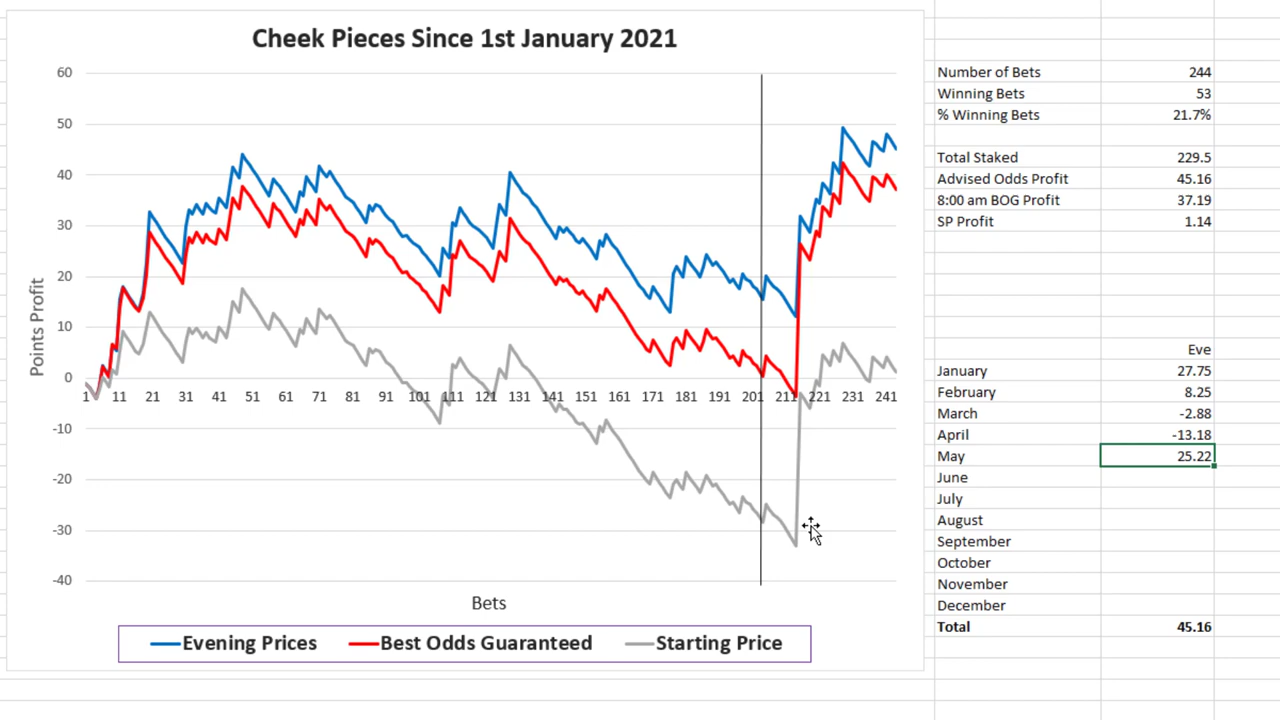 Cheek Pieces Since 1st January 2021
60
50
40
30
20
10
0
-10
-20
-30
-40
Points Profit
1 11 21 31 41 51 61 71 81 91 101 111 121 131 141 151 161 171 181 191 201 211 221 231 241
Bets
Evening Prices Best Odds Guaranteed Starting Price
Number of Bets 244
Winning Bets 53
% Winning Bets 21.7%
Total Staked 229.5
Advised Odds Profit 45.16
8:00 am BOG Profit 37.19
SP Profit 1.14
Eve
January 27.75
February 8.25
March -2.88
April -13.18
May 25.22
June
July
August
September
October
November
December
Total 45.16